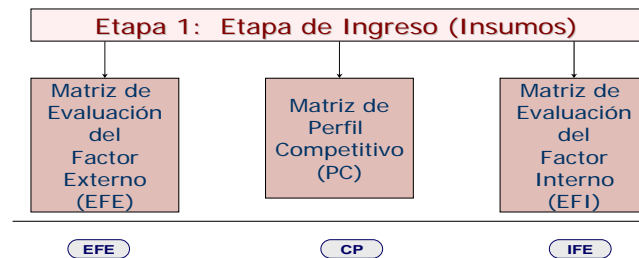 Etapa 1: Etapa de Ingreso (Insumos)
Matriz de
Evaluación
del
Factor
Externo
(EFE)
Matriz de
Perfil
Competitivo
(PC)
Matriz de
Evaluación
del
Factor
Interno
(EFI)
EFE
CP
IFE